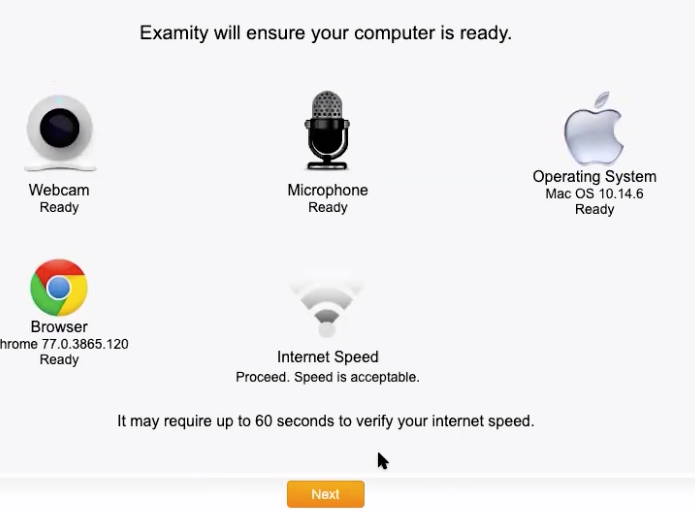 Examity will ensure your computer is ready.
Webcam
Ready
Microphone
Ready
Operating System
Mac OS 10.14.6
Ready
Browser
hrome 77.0.3865.120
Ready
Internet Speed
Proceed. Speed is acceptable.
It may require up to 60 seconds to verify your internet speed.
Next